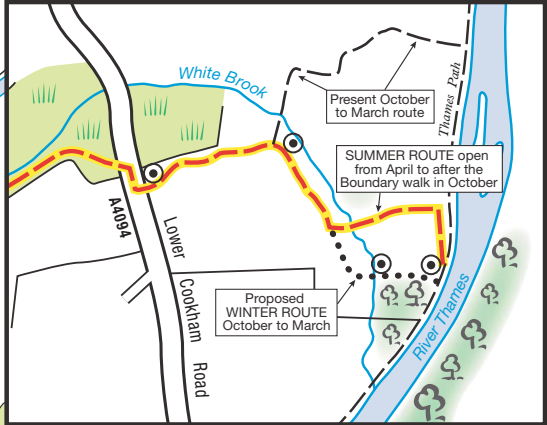 White Brook
Present October
to March route
Thames Path
SUMMER ROUTE open
from April to after the
Boundary walk in October
A4094
Lower
Cookham
Road
Proposed
WINTER ROUTE
October to March
River Thames